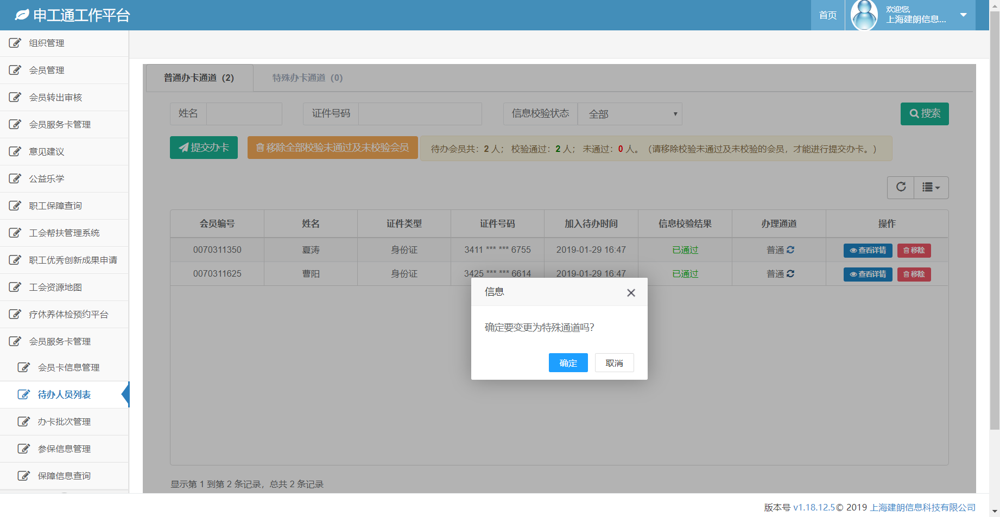 申工通工作平台
首页
欢迎您,
上海建朗信息...
组织管理
会员管理
会员转出审核
会员服务卡管理
意见建议
公益乐学
职工保障查询
工会帮扶管理系统
职工优秀创新成果申请
工会资源地图
疗休养体检预约平台
会员服务卡管理
会员卡信息管理
待办人员列表
办卡批次管理
参保信息管理
保障信息查询
普通办卡通道 (2)
特殊办卡通道 (0)
姓名
证件号码
信息校验状态 全部
搜索
提交办卡
移除全部校验未通过及未校验会员
待办会员共：2 人； 校验通过：2 人； 未通过：0 人。（请移除校验未通过及未校验的会员，才能进行提交办卡。）
会员编号 姓名 证件类型 证件号码 加入待办时间 信息校验结果 办理通道 操作
0070311350 夏涛 身份证 3411 *** *** 6755 2019-01-29 16:47 已通过 普通 查看详情 移除
0070311625 曹阳 身份证 3425 *** *** 6614 2019-01-29 16:47 已通过 普通 查看详情 移除
信息
确定要变更为特殊通道吗？
确定
取消
显示第 1 到第 2 条记录，总共 2 条记录
版本号 v1.18.12.5© 2019 上海建朗信息科技有限公司